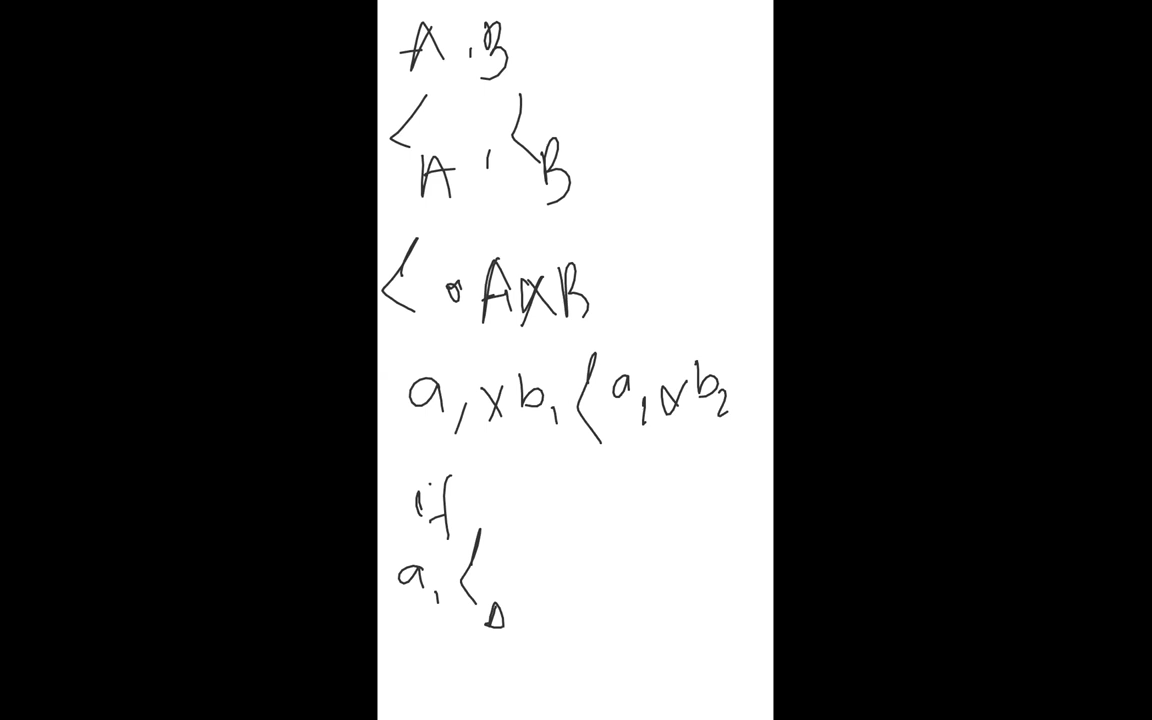 A, B
<A, <B
< on A×B
a1 × b1 < a1 × b2
if
a1 <A